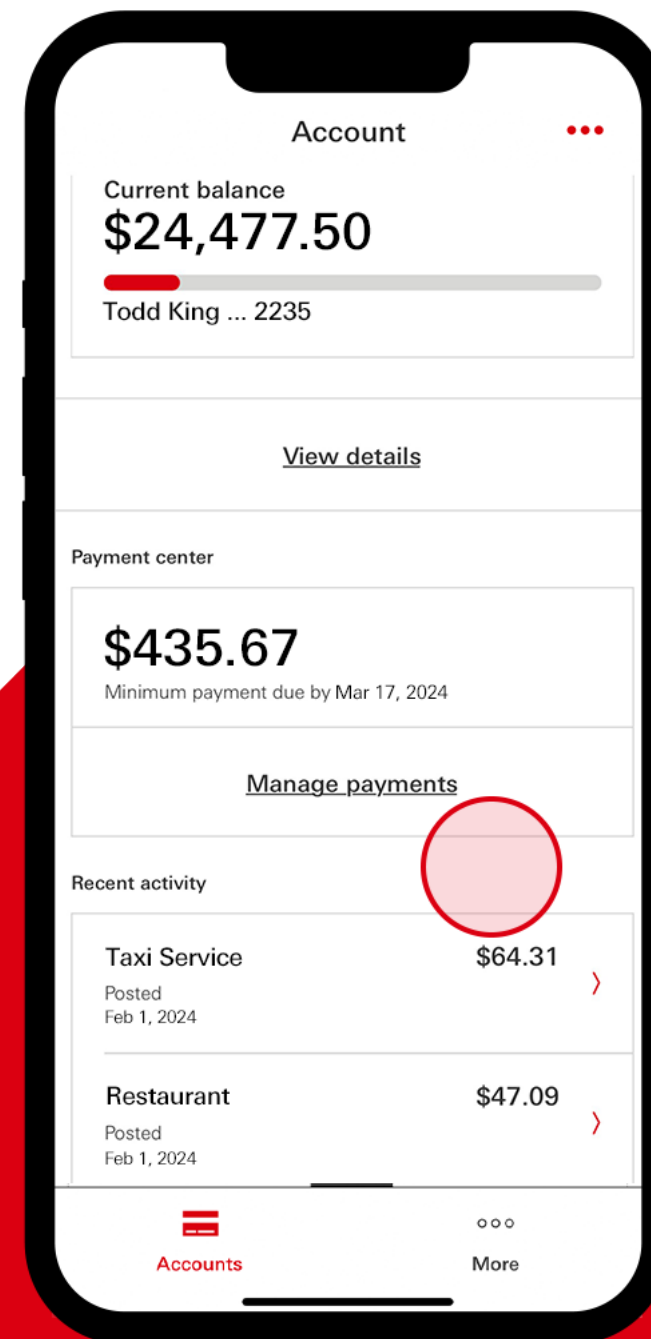 Account
Current balance
$24,477.50
Todd King ... 2235
View details
Payment center
$435.67
Minimum payment due by Mar 17, 2024
Manage payments
Recent activity
Taxi Service $64.31
Posted
Feb 1, 2024
Restaurant $47.09
Posted
Feb 1, 2024
Accounts More